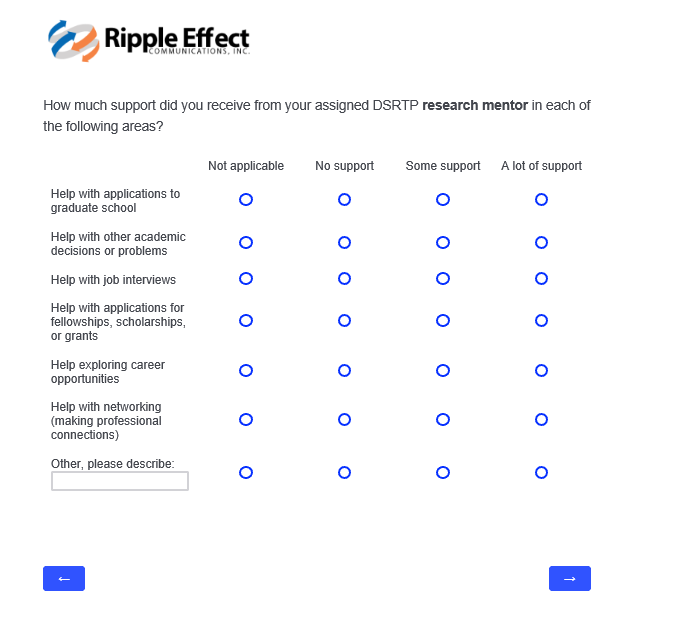 Ripple Effect
COMMUNICATIONS, INC.
How much support did you receive from your assigned DSRTP research mentor in each of
the following areas?
Not applicable No support Some support A lot of support
Help with applications to
graduate school
Help with other academic
decisions or problems
Help with job interviews
Help with applications for
fellowships, scholarships,
or grants
Help exploring career
opportunities
Help with networking
(making professional
connections)
Other, please describe:
← →